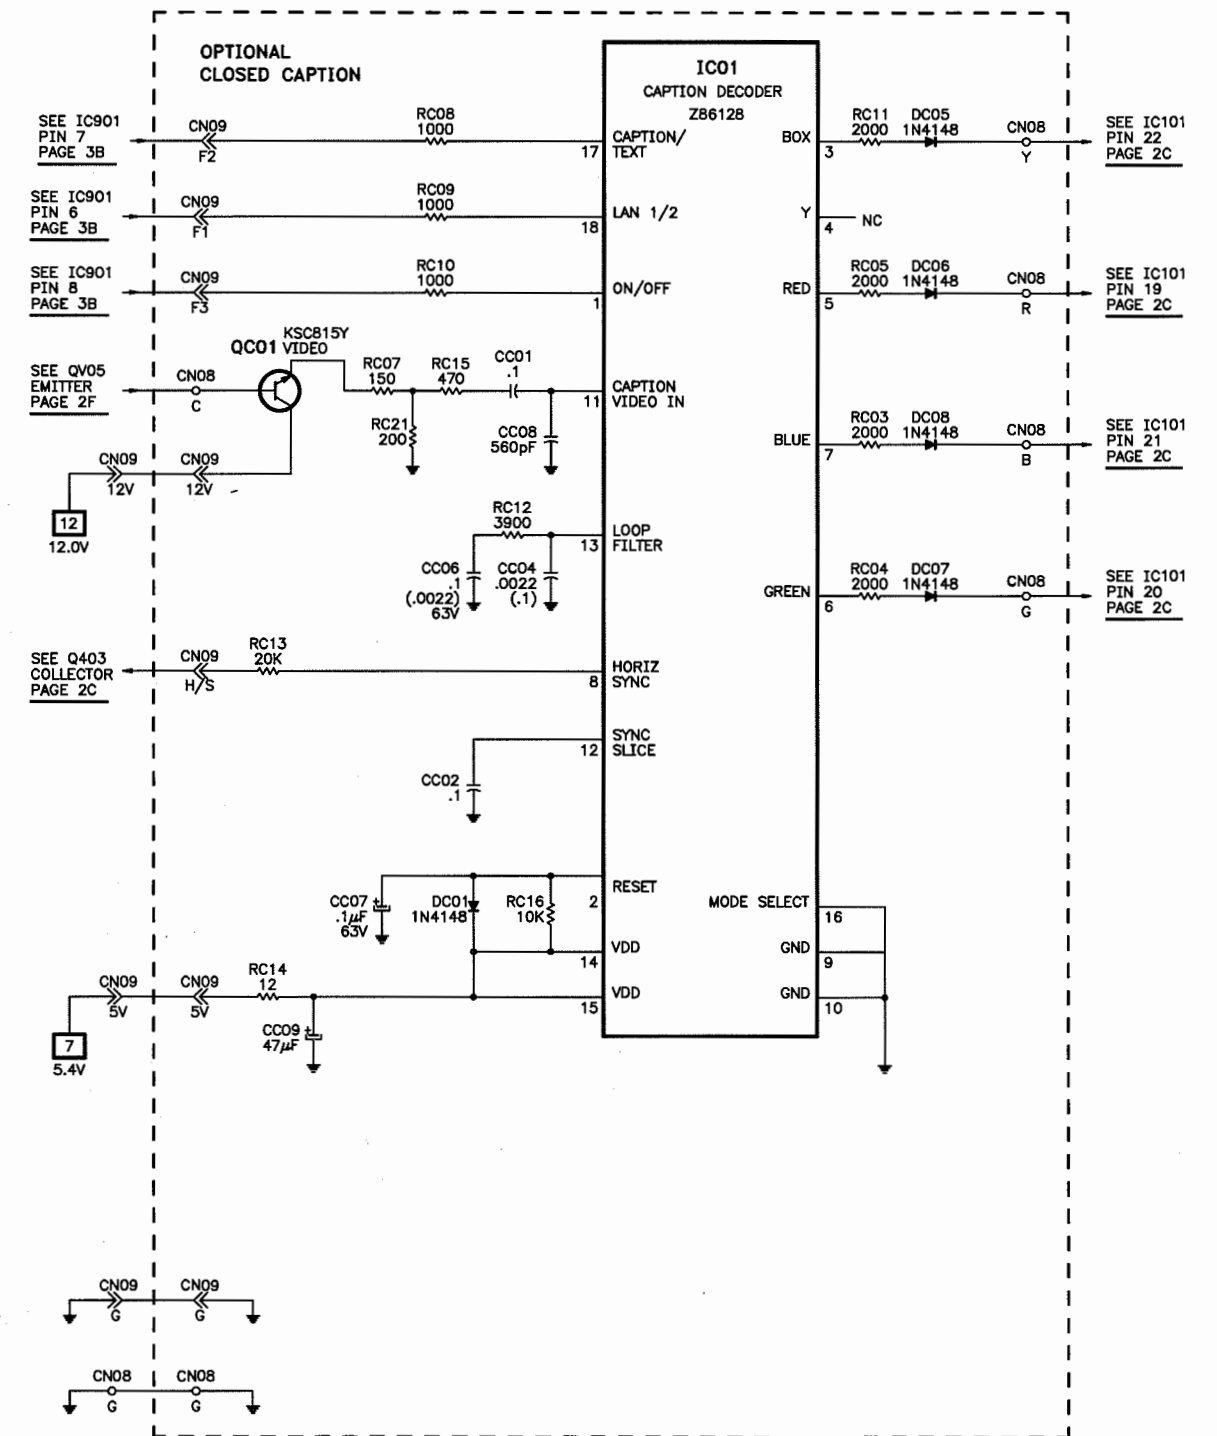 OPTIONAL
CLOSED CAPTION
IC01
CAPTION DECODER
Z86128
SEE IC901
PIN 7
PAGE 3B
CN09
F2
RC08
1000
17
CAPTION/
TEXT
BOX
3
RC11
2000
DC05
1N4148
CN08
Y
SEE IC101
PIN 22
PAGE 2C
SEE IC901
PIN 6
PAGE 3B
CN09
F1
RC09
1000
18
LAN 1/2
Y
4
NC
SEE IC901
PIN 8
PAGE 3B
CN09
F3
RC10
1000
1
ON/OFF
RED
5
RC05
2000
DC06
1N4148
CN08
R
SEE IC101
PIN 19
PAGE 2C
SEE QV05
EMITTER
PAGE 2F
CN08
C
QC01
KSC815Y
VIDEO
RC07
150
RC15
470
CC01
.1
RC21
200
CC08
560pF
11
CAPTION
VIDEO IN
BLUE
7
RC03
2000
DC08
1N4148
CN08
B
SEE IC101
PIN 21
PAGE 2C
CN09
12V
CN09
12V
12
12.0V
RC12
3900
13
LOOP
FILTER
CC06
.1
(.0022)
63V
CC04
.0022
(.1)
GREEN
6
RC04
2000
DC07
1N4148
CN08
G
SEE IC101
PIN 20
PAGE 2C
SEE Q403
COLLECTOR
PAGE 2C
CN09
H/S
RC13
20K
8
HORIZ
SYNC
12
SYNC
SLICE
CC02
.1
CC07
+
.1µF
63V
DC01
1N4148
RC16
10K
2
RESET
MODE SELECT
16
14
VDD
GND
9
CN09
5V
CN09
5V
RC14
12
15
VDD
GND
10
7
5.4V
CC09
+
47µF
CN09
G
CN09
G
CN08
G
CN08
G